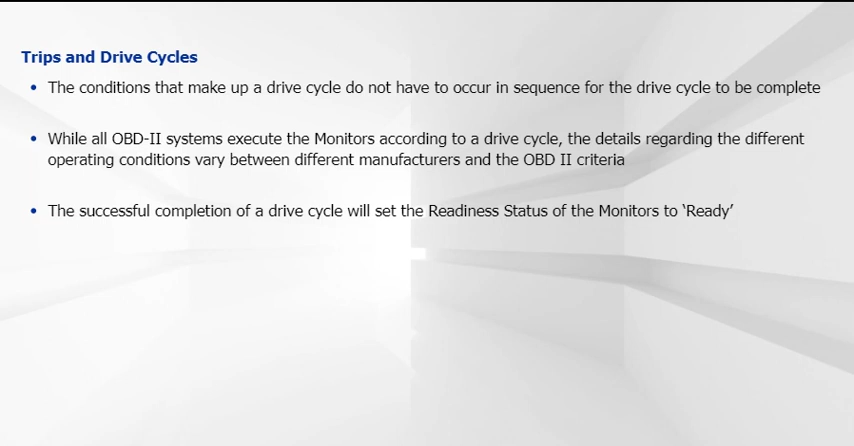 Trips and Drive Cycles
• The conditions that make up a drive cycle do not have to occur in sequence for the drive cycle to be complete
• While all OBD-II systems execute the Monitors according to a drive cycle, the details regarding the different
operating conditions vary between different manufacturers and the OBD II criteria
• The successful completion of a drive cycle will set the Readiness Status of the Monitors to ‘Ready’